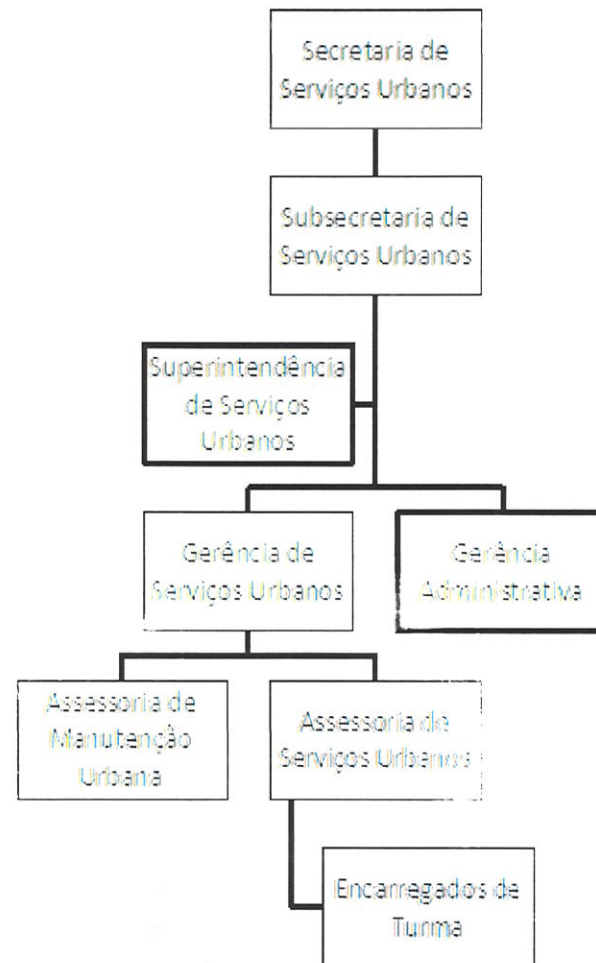 Secretaria de
Serviços Urbanos
Subsecretaria de
Serviços Urbanos
Superintendência
de Serviços
Urbanos
Gerência de
Serviços Urbanos
Gerência
Administrativa
Assessoria de
Manutenção
Urbana
Assessoria de
Serviços Urbanos
Encarregados de
Turma